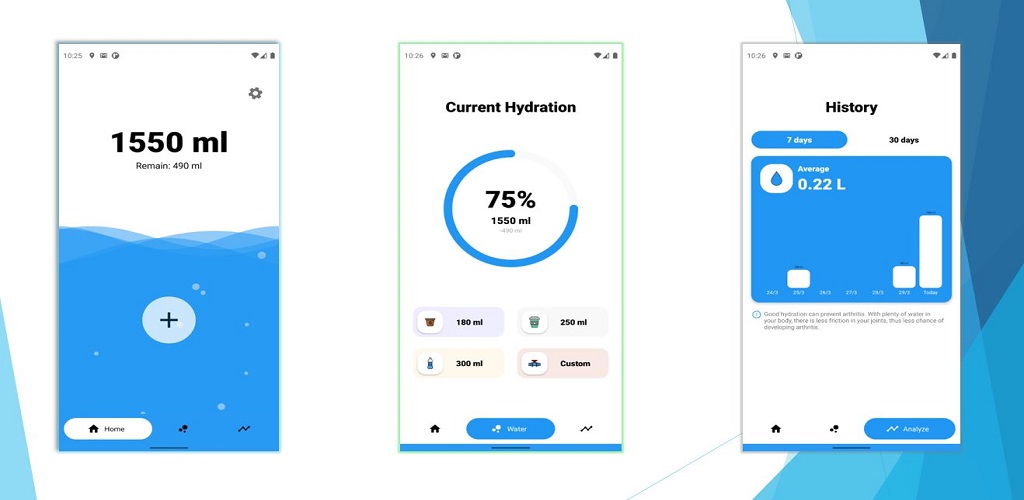 10:25
1550 ml
Remain: 490 ml
Home
10:26
Current Hydration
75%
1550 ml
-490 ml
180 ml
250 ml
300 ml
Custom
Water
10:26
History
7 days
30 days
Average
0.22 L
24/3 25/3 26/3 27/3 28/3 29/3 Today
Good hydration can prevent arthritis. With plenty of water in
your body, there is less friction in your joints, thus less chance of
developing arthritis.
Analyze